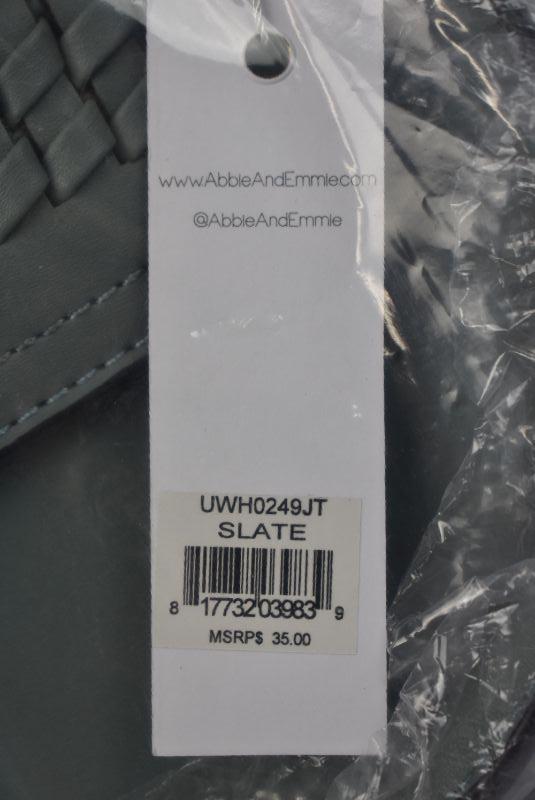 www.AbbieAndEmmie.com
@AbbieAndEmmie
UWH0249JT
SLATE
8 17732 03983 9
MSRP$ 35.00